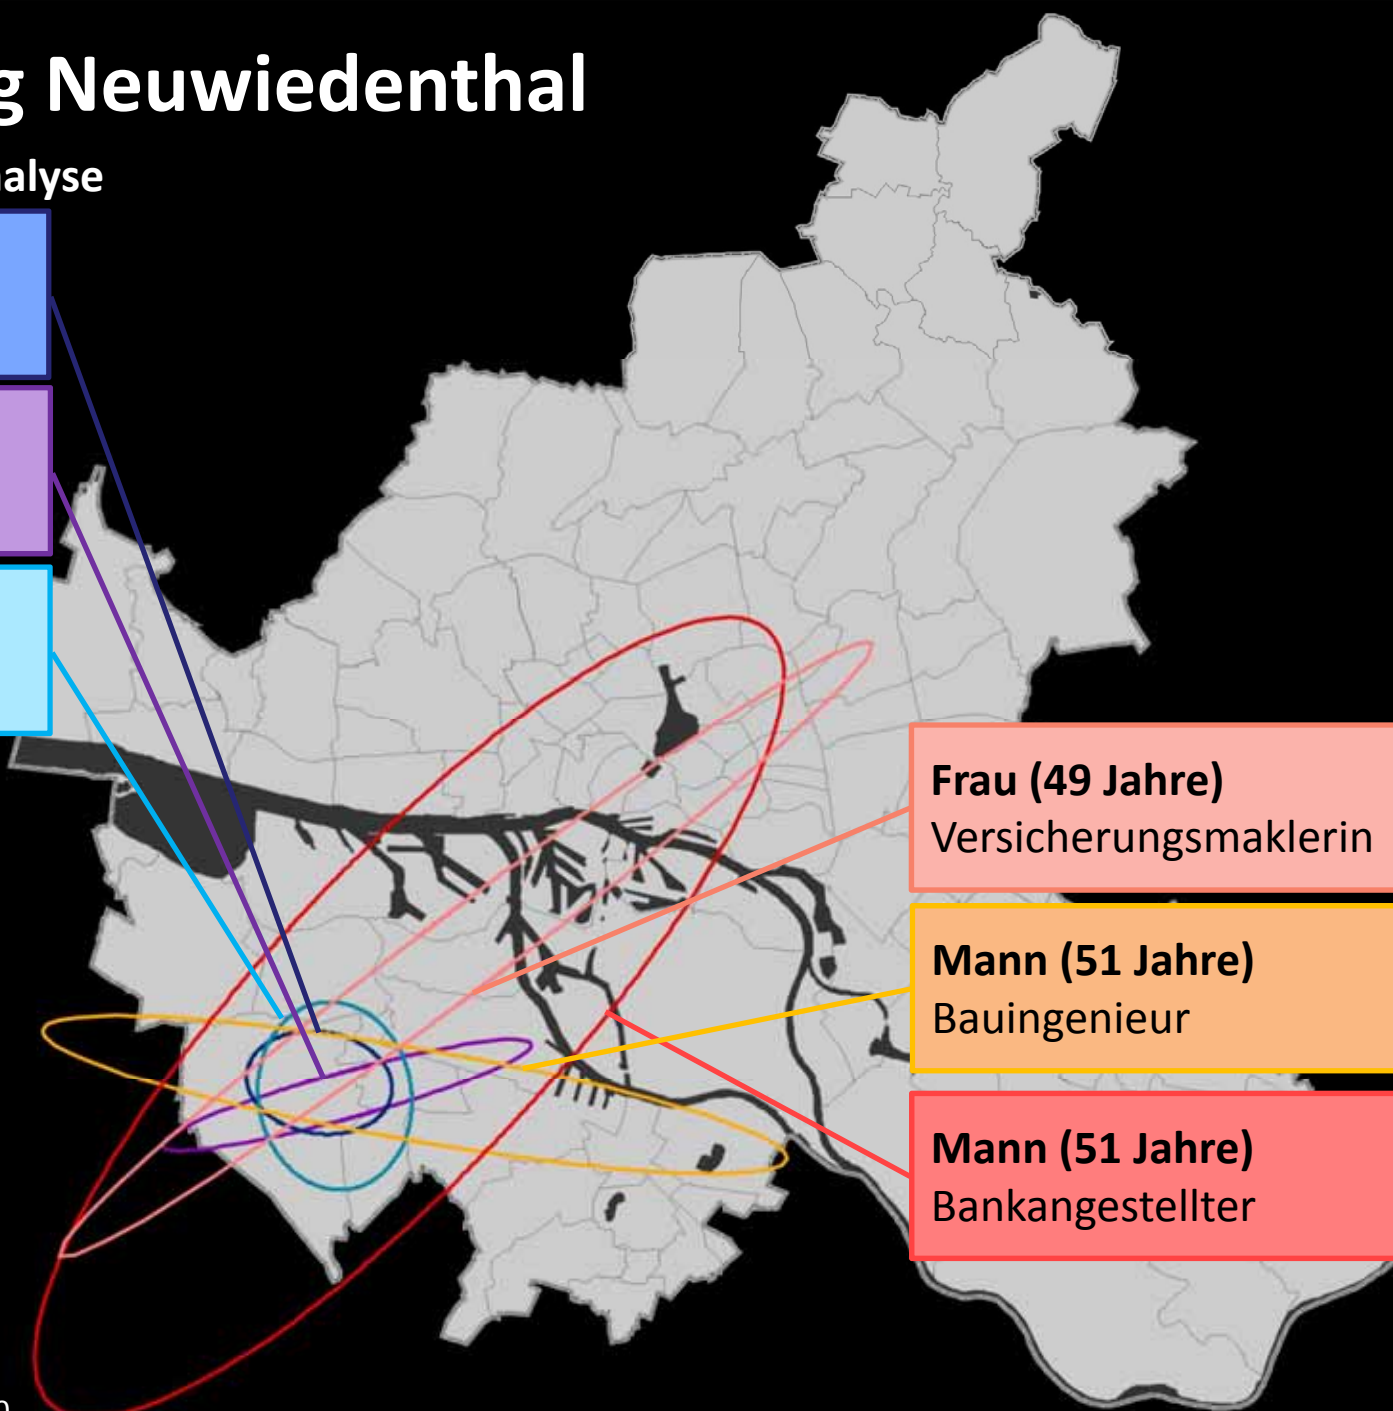 g Neuwiedenthal
alyse
Frau (49 Jahre)
Versicherungsmaklerin
Mann (51 Jahre)
Bauingenieur
Mann (51 Jahre)
Bankangestellter